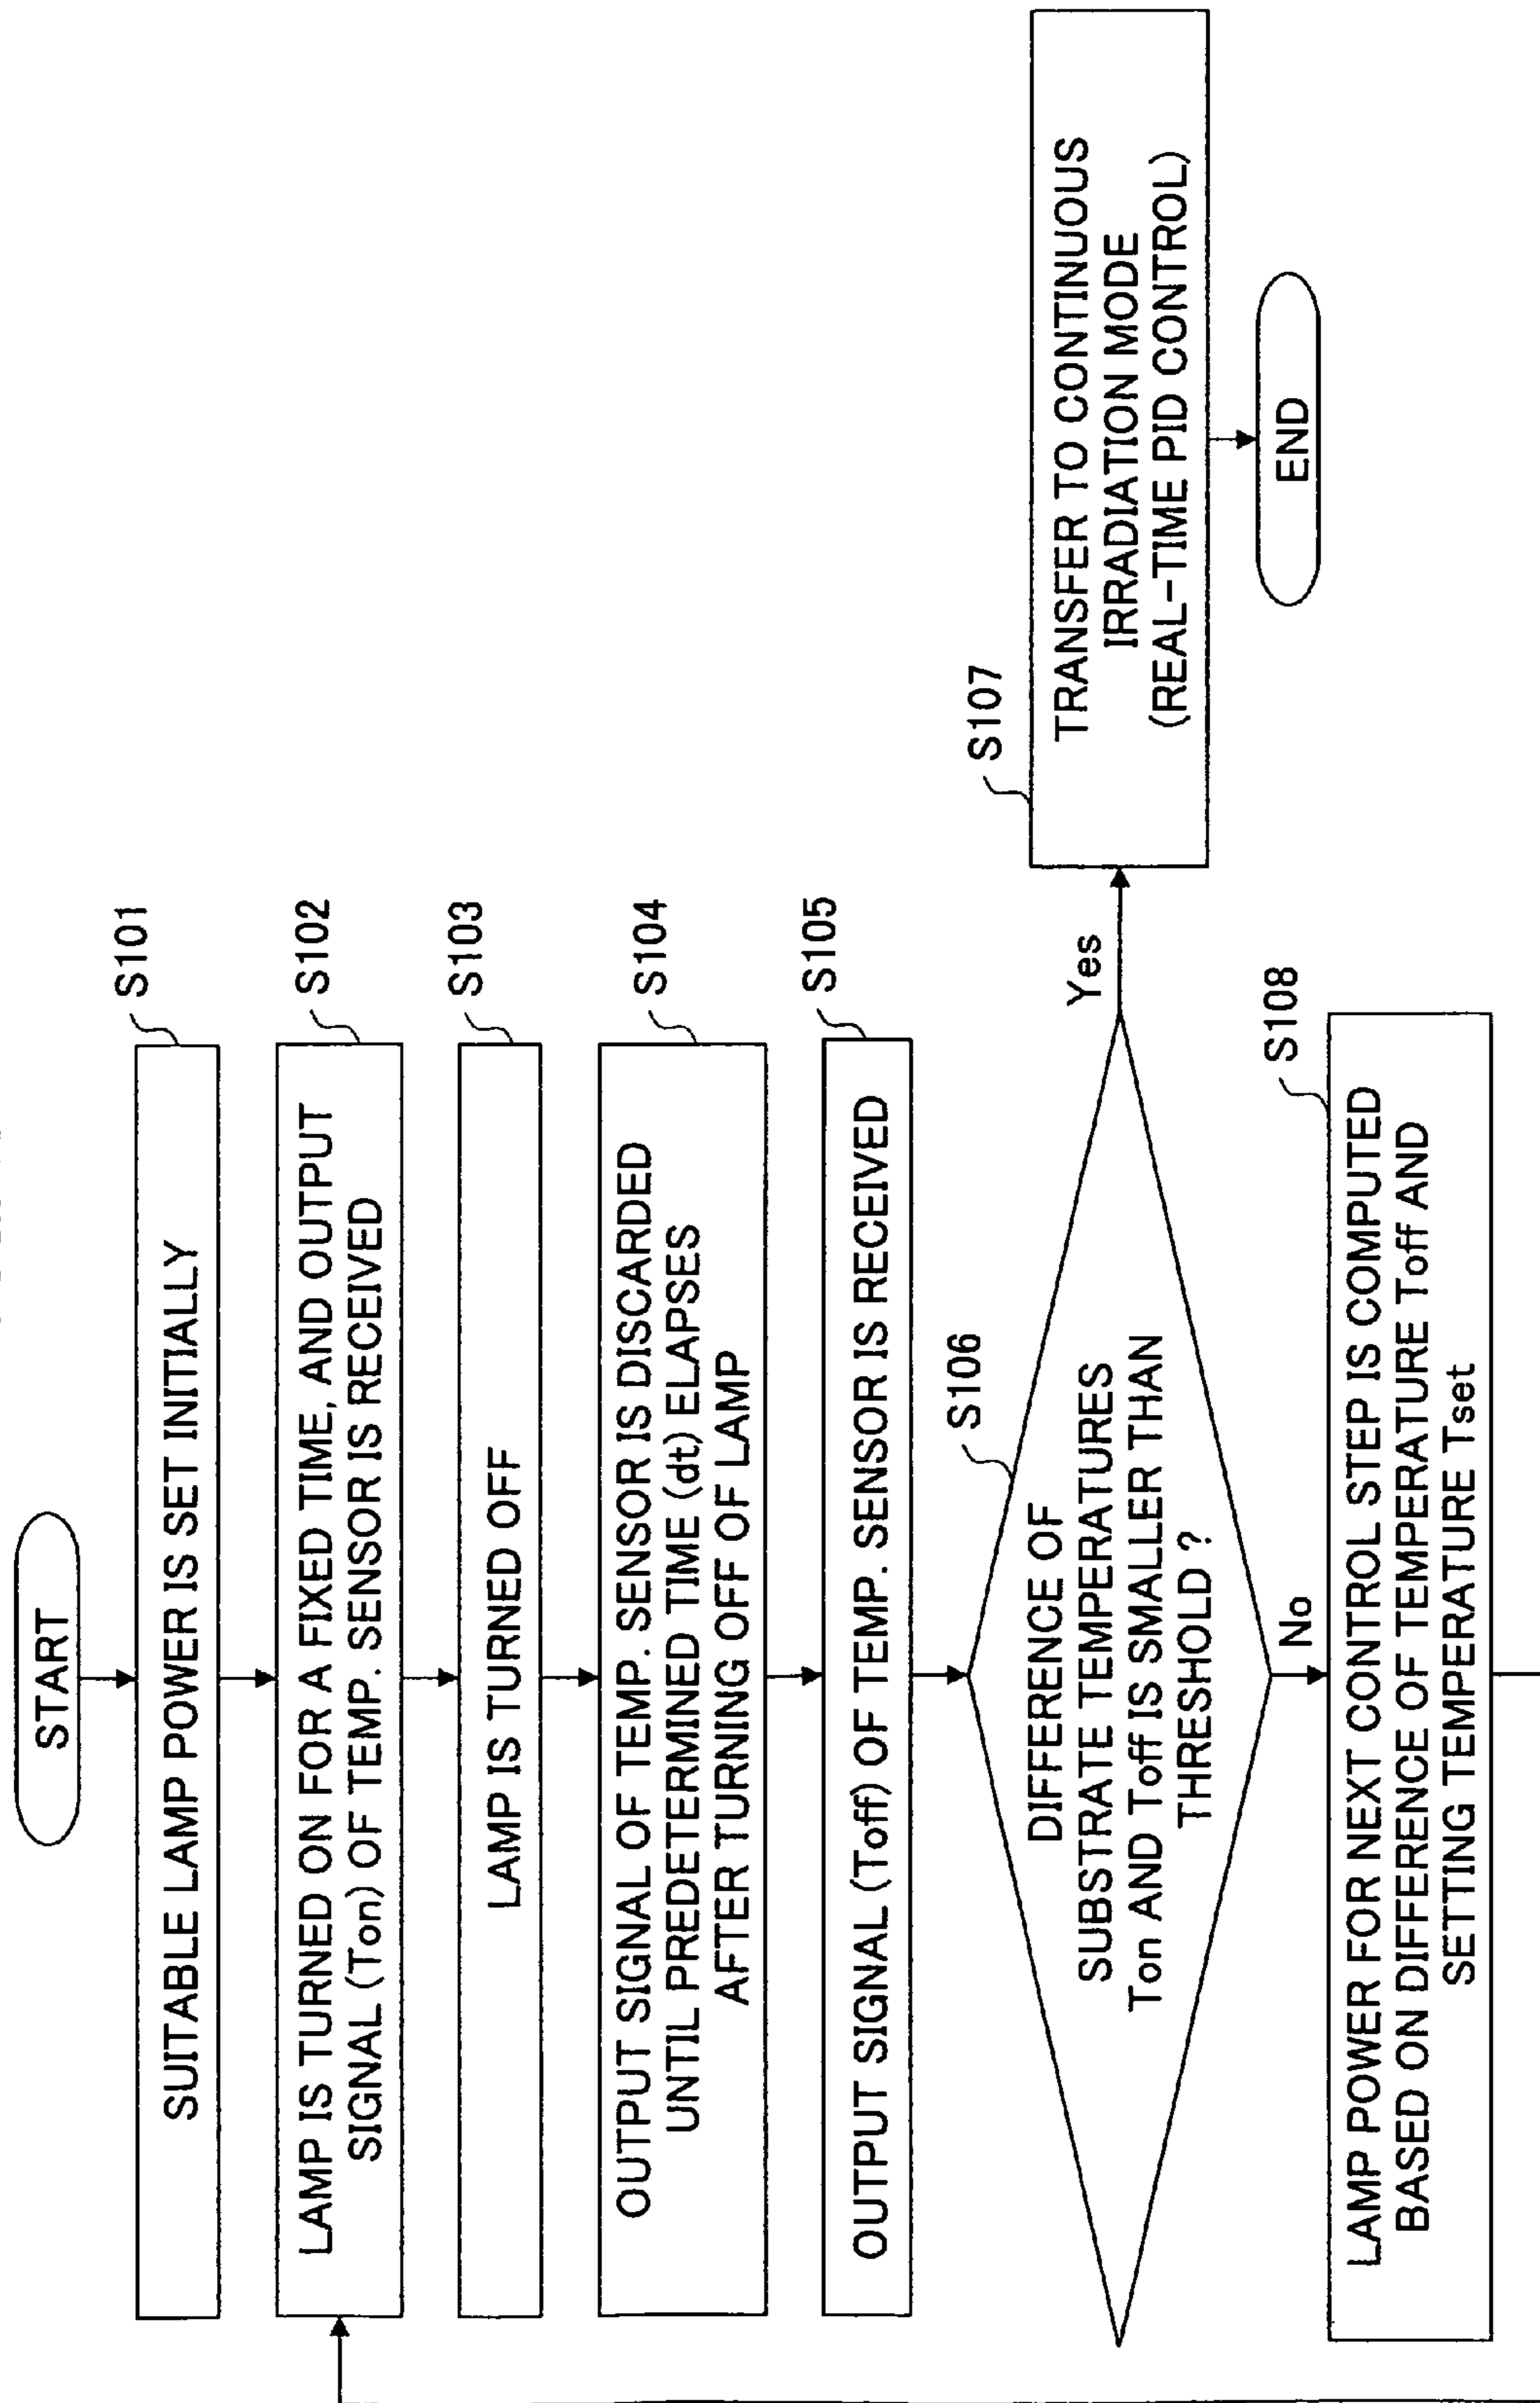 START
S101
SUITABLE LAMP POWER IS SET INITIALLY
S102
LAMP IS TURNED ON FOR A FIXED TIME, AND OUTPUT
SIGNAL (Ton) OF TEMP. SENSOR IS RECEIVED
S103
LAMP IS TURNED OFF
S104
OUTPUT SIGNAL OF TEMP. SENSOR IS DISCARDED
UNTIL PREDETERMINED TIME (dt) ELAPSES
AFTER TURNING OFF OF LAMP
S105
OUTPUT SIGNAL (Toff) OF TEMP. SENSOR IS RECEIVED
S106
DIFFERENCE OF
SUBSTRATE TEMPERATURES
Ton AND Toff IS SMALLER THAN
THRESHOLD ?
Yes
S107
TRANSFER TO CONTINUOUS
IRRADIATION MODE
(REAL-TIME PID CONTROL)
END
No
S108
LAMP POWER FOR NEXT CONTROL STEP IS COMPUTED
BASED ON DIFFERENCE OF TEMPERATURE Toff AND
SETTING TEMPERATURE Tset